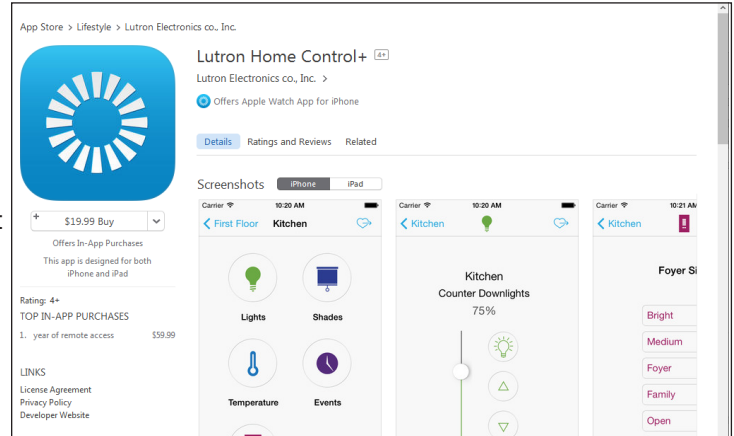 App Store > Lifestyle > Lutron Electronics co., Inc.
Lutron Home Control+ 4+
Lutron Electronics co., Inc. >
Offers Apple Watch App for iPhone
Details Ratings and Reviews Related
Screenshots iPhone iPad
+ $19.99 Buy
Offers In-App Purchases
This app is designed for both
iPhone and iPad
Rating: 4+
TOP IN-APP PURCHASES
1. year of remote access $59.99
LINKS
License Agreement
Privacy Policy
Developer Website
Carrier 10:20 AM
First Floor Kitchen
Lights Shades
Temperature Events
Carrier 10:20 AM
Kitchen
Kitchen
Counter Downlights
75%
Carrier 10:21 AM
Kitchen
Foyer Si
Bright
Medium
Foyer
Family
Open